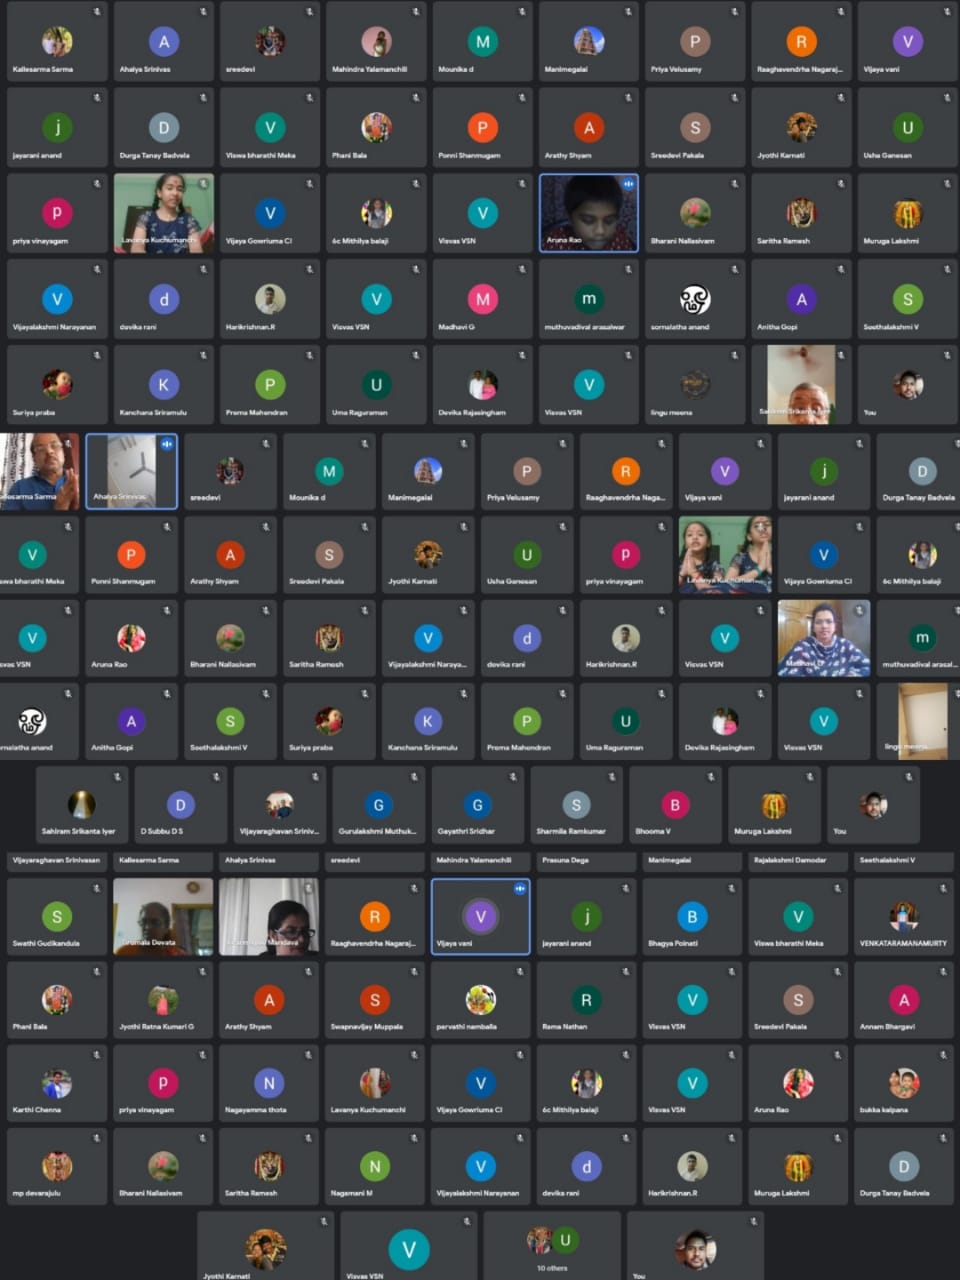 Kallesarma Sarma
A
Ahalya Srinivas
sreedevi
Mahindra Yalamanchili
M
Mounika d
Manimegalai
P
Priya Velusamy
R
Raaghavendrha Nagaraj...
V
Vijaya vani
j
jayarani anand
D
Durga Tanay Badvela
V
Viswa bharathi Meka
Phani Bala
P
Ponni Shanmugam
A
Arathy Shyam
S
Sreedevi Pakala
Jyothi Karnati
U
Usha Ganesan
p
priya vinayagam
Lavanya Kuchumanchi
V
Vijaya Gowriuma Cl
6c Mithilya balaji
V
Visvas VSN
Aruna Rao
Bharani Nallasivam
Saritha Ramesh
Muruga Lakshmi
V
Vijayalakshmi Narayanan
d
devika rani
Harikrishnan.R
V
Visvas VSN
M
Madhavi G
m
muthuvadival arasalwar
sornalatha anand
A
Anitha Gopi
S
Seethalakshmi V
Suriya praba
K
Kanchana Sriramulu
P
Prema Mahendran
U
Uma Raguraman
Devika Rajasingham
V
Visvas VSN
lingu meena
Sahiram Srikanta Iyer
You
llesarma Sarma
Ahalya Srinivas
sreedevi
M
Mounika d
Manimegalai
P
Priya Velusamy
R
Raaghavendrha Naga...
V
Vijaya vani
j
jayarani anand
D
Durga Tanay Badvela
V
swa bharathi Meka
P
Ponni Shanmugam
A
Arathy Shyam
S
Sreedevi Pakala
Jyothi Karnati
U
Usha Ganesan
p
priya vinayagam
Lavanya Kuchuman...
V
Vijaya Gowriuma Cl
6c Mithilya balaji
V
svas VSN
Aruna Rao
Bharani Nallasivam
Saritha Ramesh
V
Vijayalakshmi Naraya...
d
devika rani
Harikrishnan.R
V
Visvas VSN
Madhavi G
m
muthuvadival arasal...
ornalatha anand
A
Anitha Gopi
S
Seethalakshmi V
Suriya praba
K
Kanchana Sriramulu
P
Prema Mahendran
U
Uma Raguraman
Devika Rajasingham
V
Visvas VSN
lingu meena
Sahiram Srikanta Iyer
D
D Subbu D S
Vijayaraghavan Sriniv...
G
Gurulakshmi Muthuk...
G
Gayathri Sridhar
S
Sharmila Ramkumar
B
Bhooma V
Muruga Lakshmi
You
Vijayaraghavan Srinivasan
Kallesarma Sarma
Ahalya Srinivas
sreedevi
Mahindra Yalamanchili
Prasuna Dega
Manimegalai
Rajalakshmi Damodar
Seethalakshmi V
S
Swathi Gudikandula
Tirumala Devata
Mandava
R
Raaghavendrha Nagaraj...
V
Vijaya vani
j
jayarani anand
B
Bhagya Polnati
V
Viswa bharathi Meka
VENKATARAMANAMURTY
Phani Bala
Jyothi Ratna Kumari G
A
Arathy Shyam
S
Swapnavijay Muppala
parvathi namballa
R
Rama Nathan
V
Visvas VSN
S
Sreedevi Pakala
A
Annam Bhargavi
Karthi Chenna
p
priya vinayagam
N
Nagayamma thota
Lavanya Kuchumanchi
V
Vijaya Gowriuma Cl
6c Mithilya balaji
V
Visvas VSN
Aruna Rao
bukka kalpana
mp devarajulu
Bharani Nallasivam
Saritha Ramesh
N
Nagamani M
V
Vijayalakshmi Narayanan
d
devika rani
Harikrishnan.R
Muruga Lakshmi
D
Durga Tanay Badvela
Jyothi Karnati
V
Visvas VSN
U
10 others
You